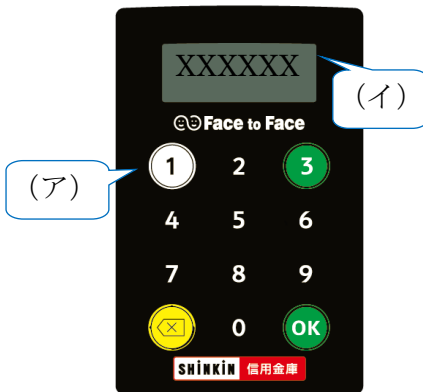 XXXXXX
(イ)
Face to Face
(ア)
1 2 3
4 5 6
7 8 9
0 OK
SHiNKiN 信用金庫